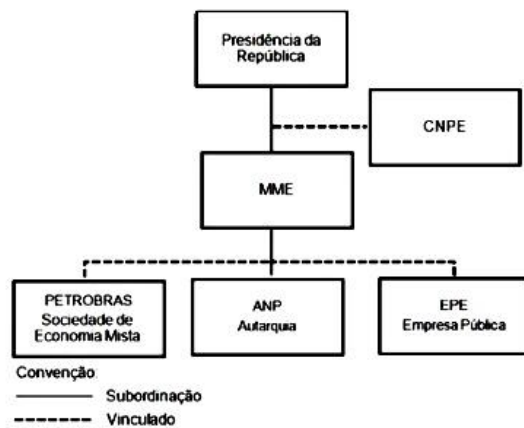 Presidência da
República
CNPE
MME
PETROBRAS
Sociedade de
Economia Mista
ANP
Autarquia
EPE
Empresa Pública
Convenção
Subordinação
Vinculado